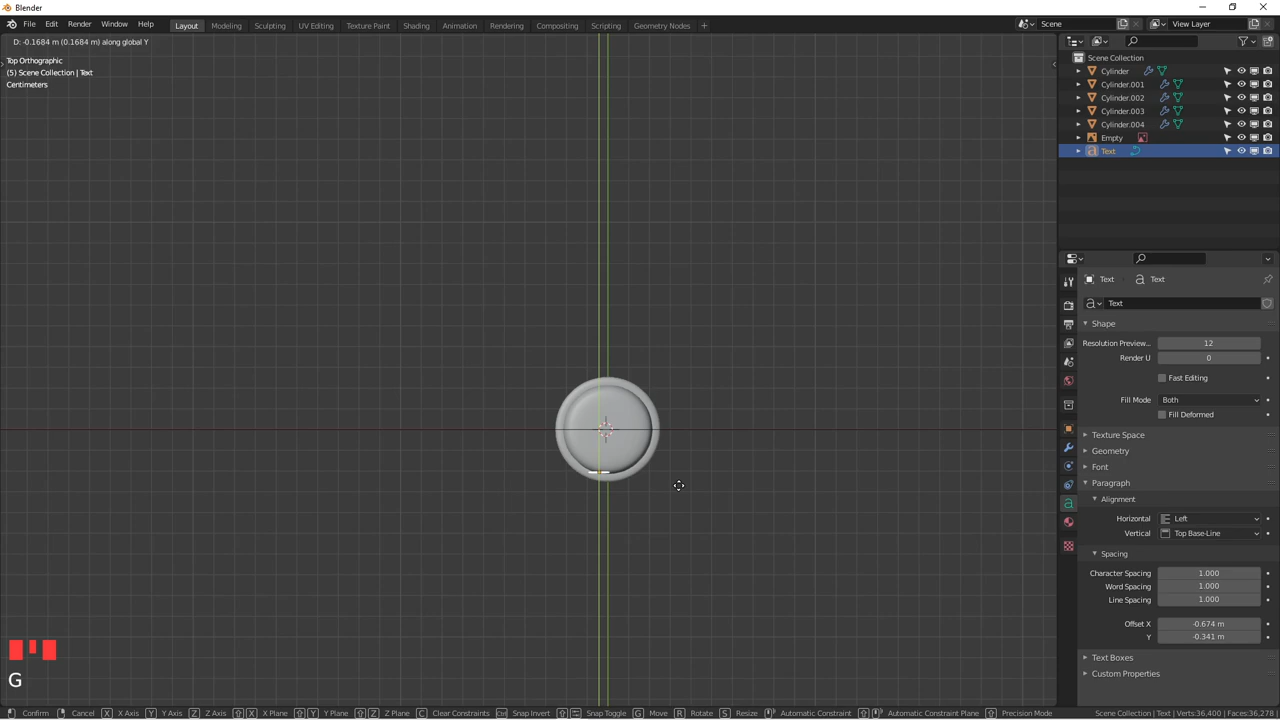 Blender
File Edit Render Window Help
Layout Modeling Sculpting UV Editing Texture Paint Shading Animation Rendering Compositing Scripting Geometry Nodes +
Scene
View Layer
D: -0.1684 m (0.1684 m) along global Y
Top Orthographic
(5) Scene Collection | Text
Centimeters
Scene Collection
Cylinder
Cylinder.001
Cylinder.002
Cylinder.003
Cylinder.004
Empty
Text
Text Text
Text
Shape
Resolution Preview... 12
Render U 0
Fast Editing
Fill Mode Both
Fill Deformed
Texture Space
Geometry
Font
Paragraph
Alignment
Horizontal Left
Vertical Top Base-Line
Spacing
Character Spacing 1.000
Word Spacing 1.000
Line Spacing 1.000
Offset X -0.674 m
Y -0.341 m
Text Boxes
Custom Properties
G
Confirm Cancel X X Axis Y Y Axis Z Z Axis X X Plane Y Y Plane Z Z Plane C Clear Constraints Ctrl Snap Invert Snap Toggle G Move R Rotate S Resize Automatic Constraint Automatic Constraint Plane Precision Mode
Scene Collection | Text Verts:36,400 Faces:36,278